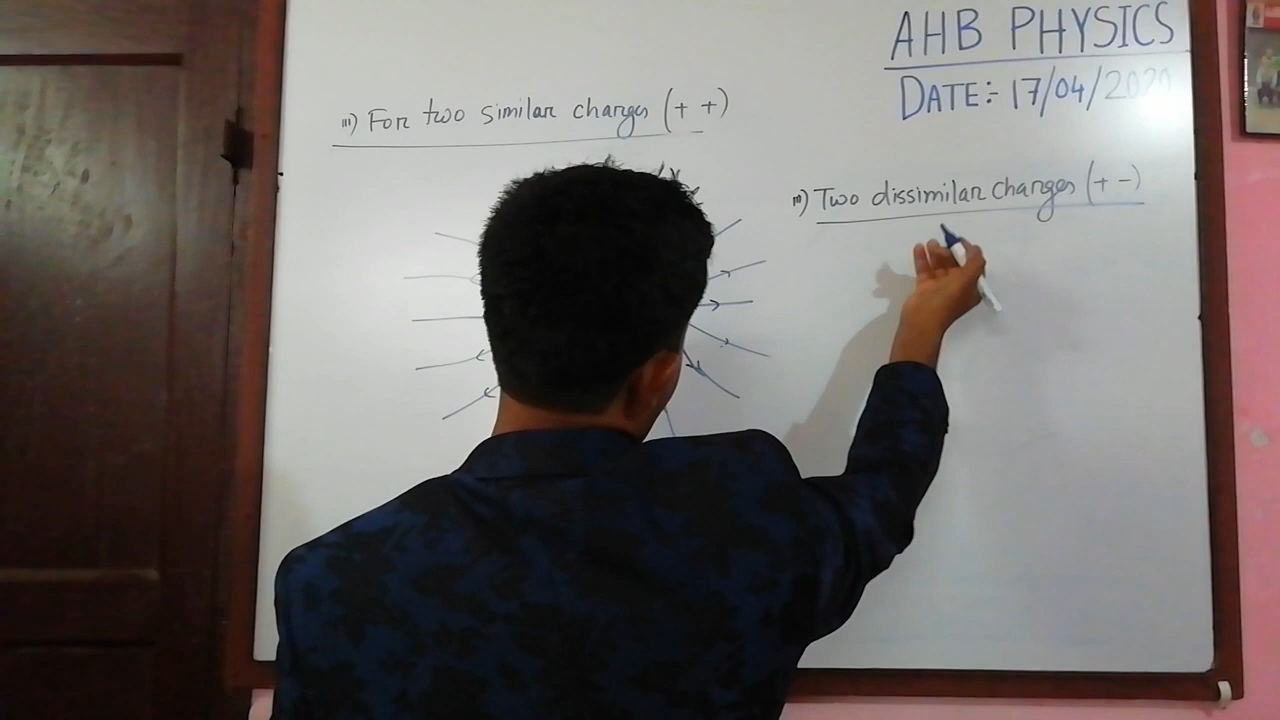 AHB PHYSICS
DATE:- 17/04/2020
iii) For two similar charges (+ +)
iii) Two dissimilar charges (+ -)